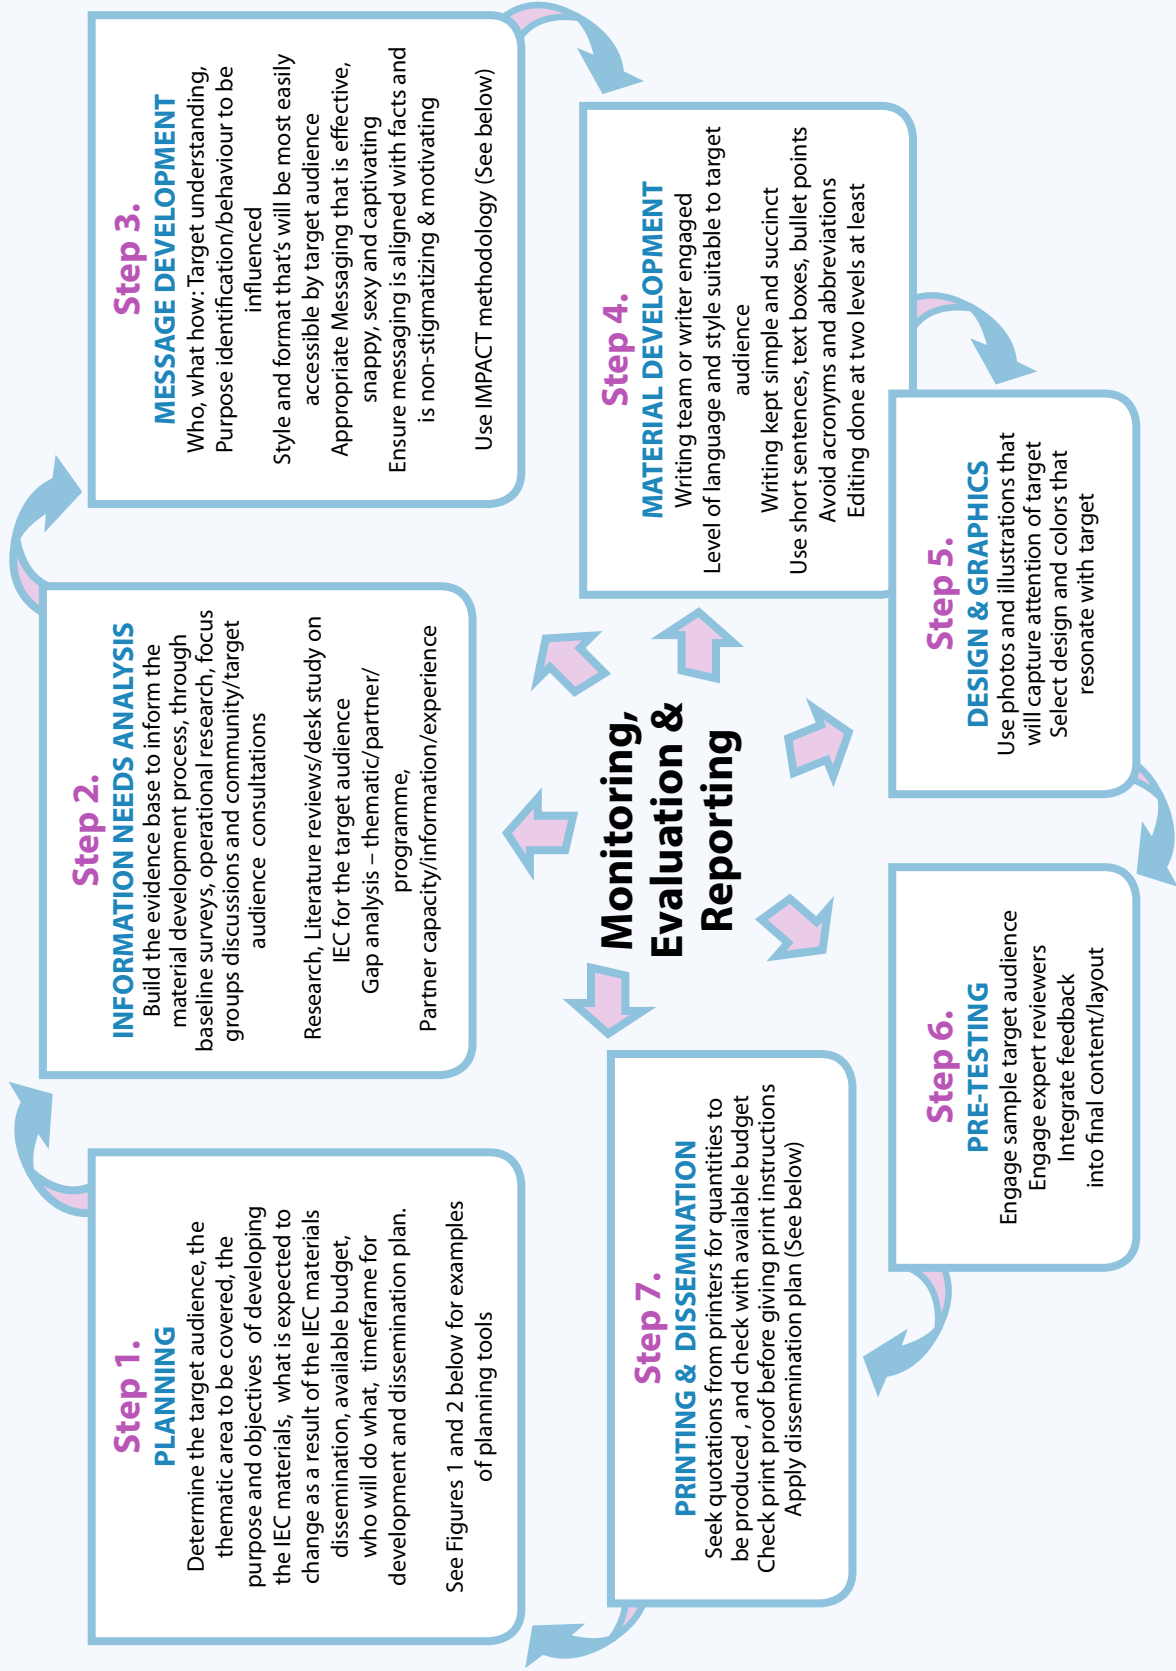 Step 1.
PLANNING
Determine the target audience, the
thematic area to be covered, the
purpose and objectives of developing
the IEC materials, what is expected to
change as a result of the IEC materials
dissemination, available budget,
who will do what, timeframe for
development and dissemination plan.
See Figures 1 and 2 below for examples
of planning tools
Step 2.
INFORMATION NEEDS ANALYSIS
Build the evidence base to inform the
material development process, through
baseline surveys, operational research, focus
groups discussions and community/target
audience consultations
Research, Literature reviews/desk study on
IEC for the target audience
Gap analysis – thematic/partner/
programme,
Partner capacity/information/experience
Step 3.
MESSAGE DEVELOPMENT
Who, what how: Target understanding,
Purpose identification/behaviour to be
influenced
Style and format that's will be most easily
accessible by target audience
Appropriate Messaging that is effective,
snappy, sexy and captivating
Ensure messaging is aligned with facts and
is non-stigmatizing & motivating
Use IMPACT methodology (See below)
Step 4.
MATERIAL DEVELOPMENT
Writing team or writer engaged
Level of language and style suitable to target
audience
Writing kept simple and succinct
Use short sentences, text boxes, bullet points
Avoid acronyms and abbreviations
Editing done at two levels at least
Step 5.
DESIGN & GRAPHICS
Use photos and illustrations that
will capture attention of target
Select design and colors that
resonate with target
Step 6.
PRE-TESTING
Engage sample target audience
Engage expert reviewers
Integrate feedback
into final content/layout
Step 7.
PRINTING & DISSEMINATION
Seek quotations from printers for quantities to
be produced , and check with available budget
Check print proof before giving print instructions
Apply dissemination plan (See below)
Monitoring,
Evaluation &
Reporting